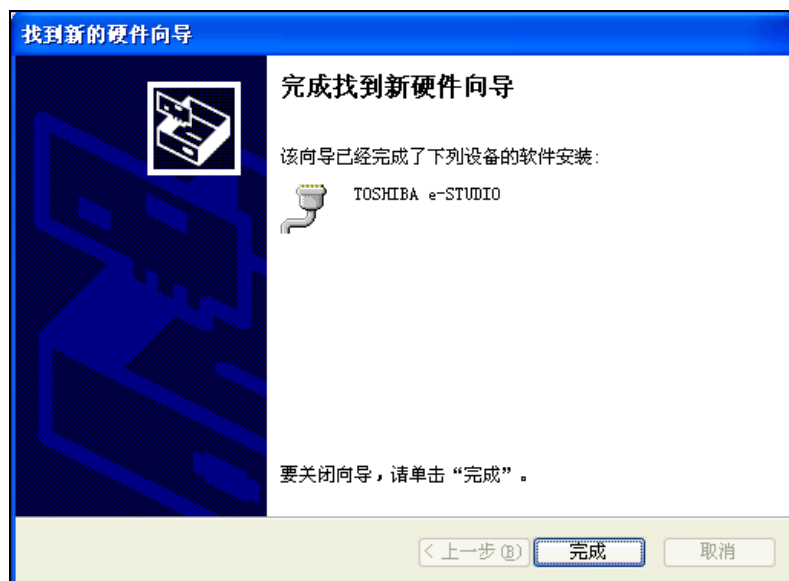 找到新的硬件向导
完成找到新硬件向导
该向导已经完成了下列设备的软件安装:
TOSHIBA e-STUDIO
要关闭向导，请单击“完成”。
< 上一步(B) 完成 取消